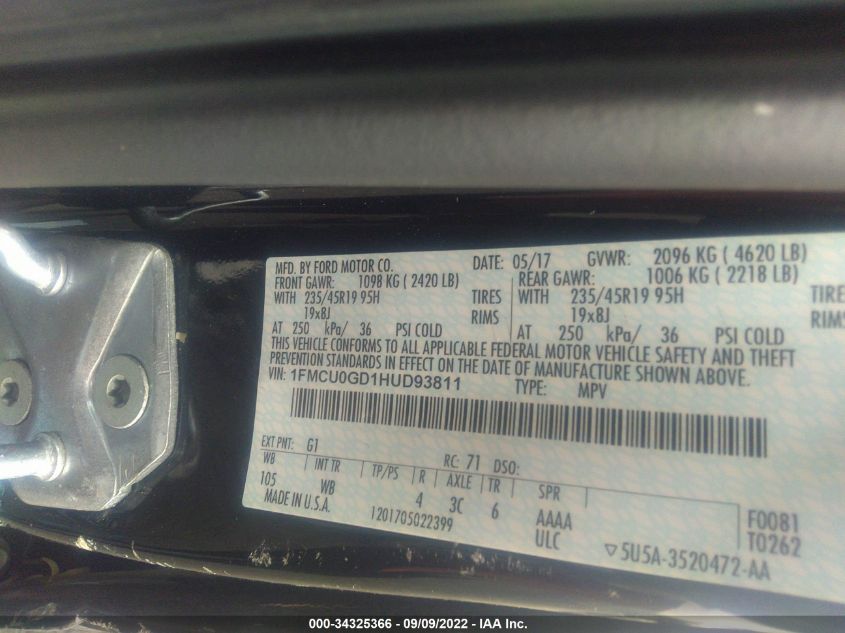 MFD. BY FORD MOTOR CO.
DATE: 05/17 GVWR: 2096 KG ( 4620 LB)
FRONT GAWR: 1098 KG ( 2420 LB) REAR GAWR: 1006 KG ( 2218 LB)
WITH 235/45R19 95H TIRES WITH 235/45R19 95H TIRES
19x8J RIMS 19x8J RIMS
AT 250 kPa/ 36 PSI COLD AT 250 kPa/ 36 PSI COLD
THIS VEHICLE CONFORMS TO ALL APPLICABLE FEDERAL MOTOR VEHICLE SAFETY AND THEFT
PREVENTION STANDARDS IN EFFECT ON THE DATE OF MANUFACTURE SHOWN ABOVE.
VIN: 1FMCU0GD1HUD93811 TYPE: MPV
EXT PNT: G1 RC: 71 DSO:
WB INT TR TP/PS R AXLE TR SPR
105 WB 4 3C 6 AAAA F0081
MADE IN U.S.A. 1201705022399 ULC T0262
▽5U5A-3520472-AA
000-34325366 - 09/09/2022 - IAA Inc.